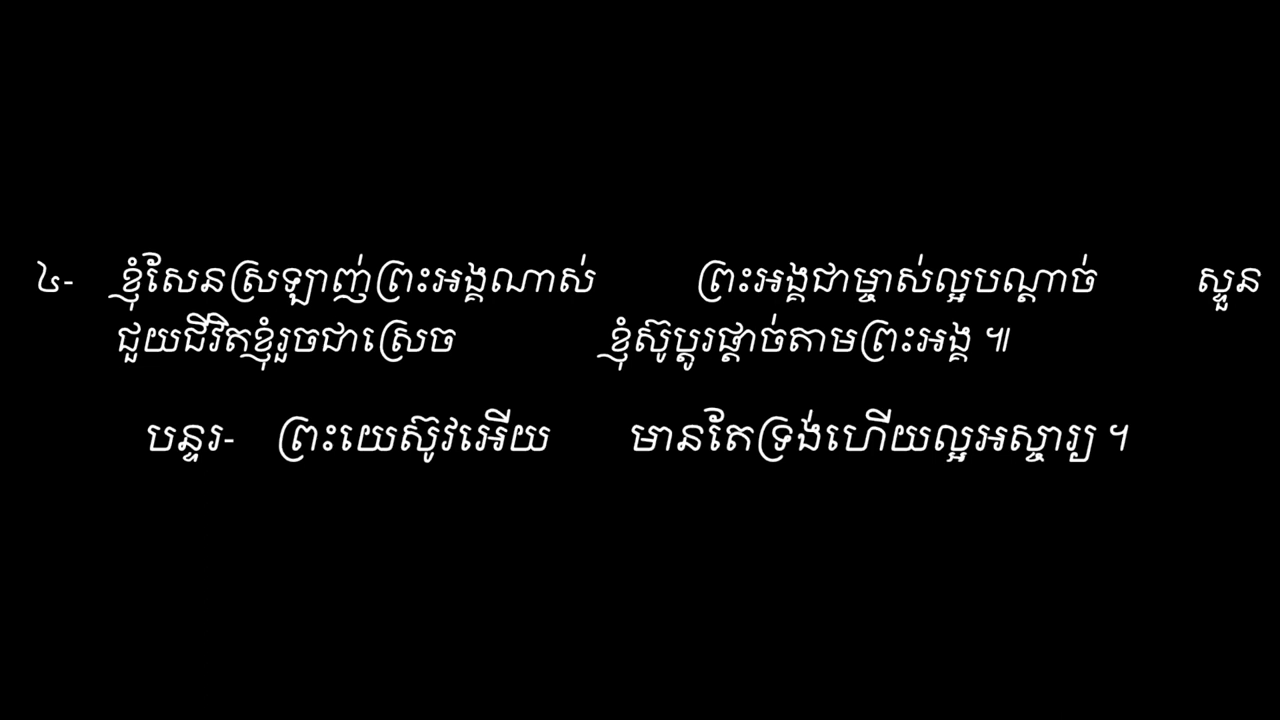 ៤- ខ្ញុំសែនស្រឡាញ់ព្រះអង្គណាស់ ព្រះអង្គជាម្ចាស់ល្អបណ្ដាច់ ស្ទួន
ជួយជីវិតខ្ញុំរួចជាស្រេច ខ្ញុំស៊ូប្ដូរផ្ដាច់តាមព្រះអង្គ ៕
បន្ទរ- ព្រះយេស៊ូវអើយ មានតែទ្រង់ហើយល្អអស្ចារ្យ ។